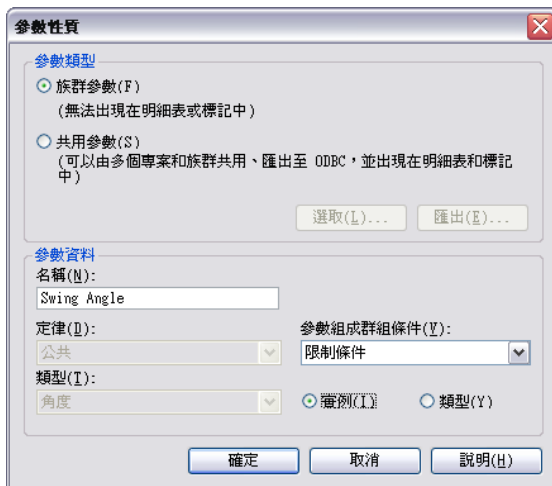 參數性質
參數類型
族群參數(F)
(無法出現在明細表或標記中)
共用參數(S)
(可以由多個專案和族群共用、匯出至 ODBC，並出現在明細表和標記
中)
選取(L)...
匯出(E)...
參數資料
名稱(N):
Swing Angle
定律(D):
參數組成群組條件(V):
公共
限制條件
類型(T):
角度
例(I)
類型(Y)
確定
取消
說明(H)